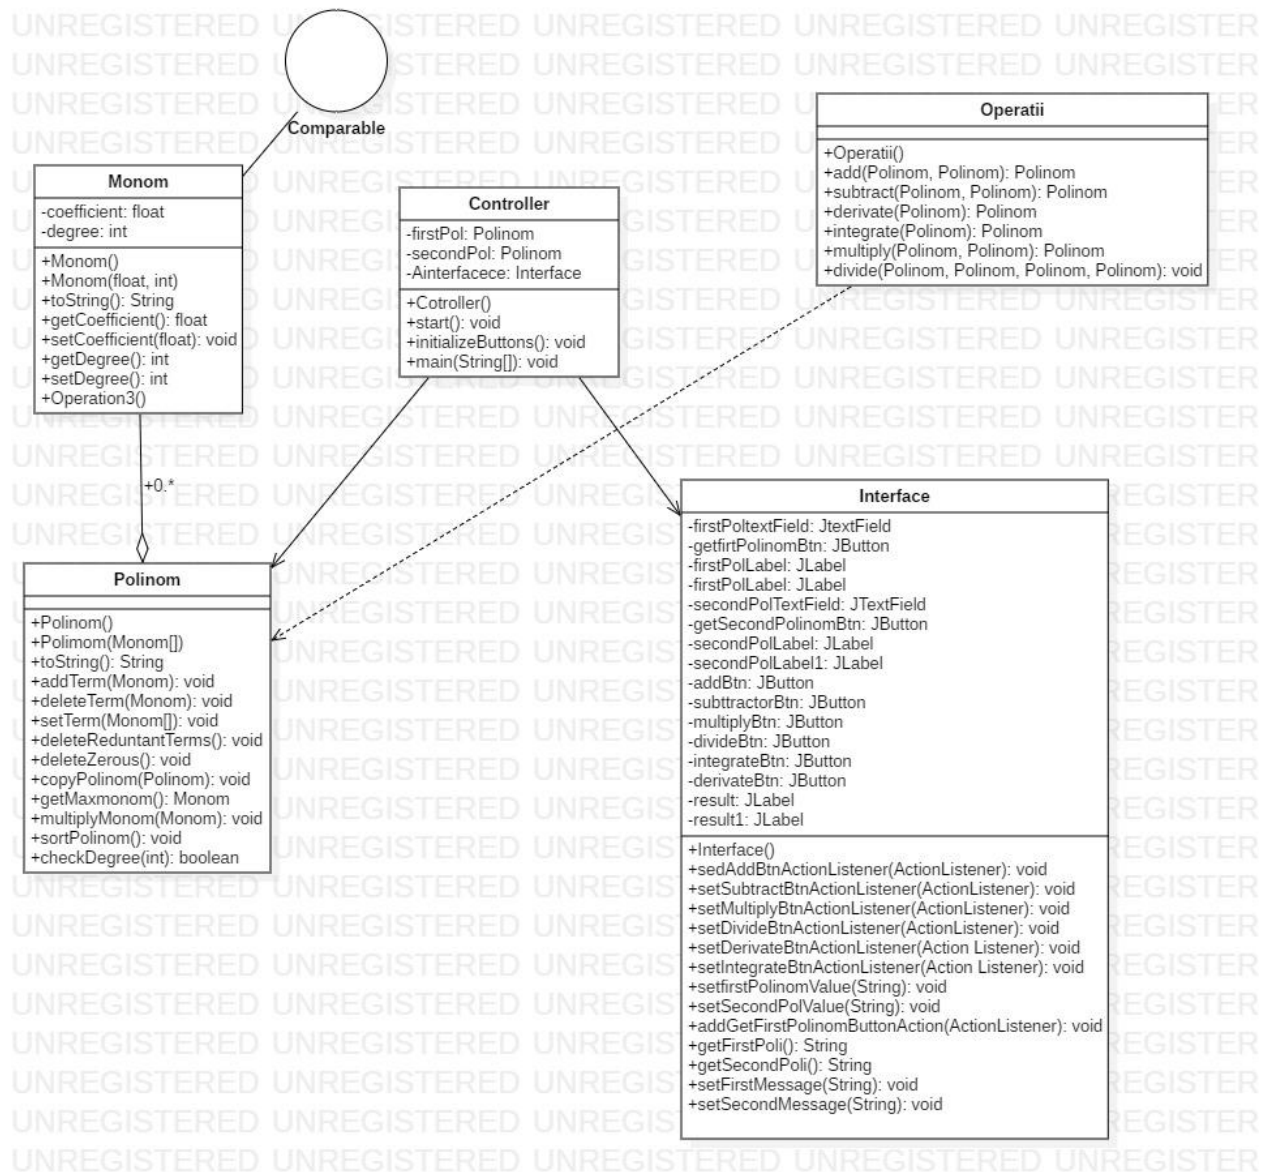 Comparable
Monom
-coefficient: float
-degree: int
+Monom()
+Monom(float, int)
+toString(): String
+getCoefficient(): float
+setCoefficient(float): void
+getDegree(): int
+setDegree(): int
+Operation3()
Controller
-firstPol: Polinom
-secondPol: Polinom
-Ainterfacece: Interface
+Cotroller()
+start(): void
+initializeButtons(): void
+main(String[]): void
Operatii
+Operatii()
+add(Polinom, Polinom): Polinom
+subtract(Polinom, Polinom): Polinom
+derivate(Polinom): Polinom
+integrate(Polinom): Polinom
+multiply(Polinom, Polinom): Polinom
+divide(Polinom, Polinom, Polinom, Polinom): void
+0.*
Polinom
+Polinom()
+Polimom(Monom[])
+toString(): String
+addTerm(Monom): void
+deleteTerm(Monom): void
+setTerm(Monom[]): void
+deleteReduntantTerms(): void
+deleteZerous(): void
+copyPolinom(Polinom): void
+getMaxmonom(): Monom
+multiplyMonom(Monom): void
+sortPolinom(): void
+checkDegree(int): boolean
Interface
-firstPoltextField: JtextField
-getfirtPolinomBtn: JButton
-firstPolLabel: JLabel
-firstPolLabel: JLabel
-secondPolTextField: JTextField
-getSecondPolinomBtn: JButton
-secondPolLabel: JLabel
-secondPolLabel1: JLabel
-addBtn: JButton
-subttractorBtn: JButton
-multiplyBtn: JButton
-divideBtn: JButton
-integrateBtn: JButton
-derivateBtn: JButton
-result: JLabel
-result1: JLabel
+Interface()
+sedAddBtnActionListener(ActionListener): void
+setSubtractBtnActionListener(ActionListener): void
+setMultiplyBtnActionListener(ActionListener): void
+setDivideBtnActionListener(ActionListener): void
+setDerivateBtnActionListener(Action Listener): void
+setIntegrateBtnActionListener(Action Listener): void
+setfirstPolinomValue(String): void
+setSecondPolValue(String): void
+addGetFirstPolinomButtonAction(ActionListener): void
+getFirstPoli(): String
+getSecondPoli(): String
+setFirstMessage(String): void
+setSecondMessage(String): void